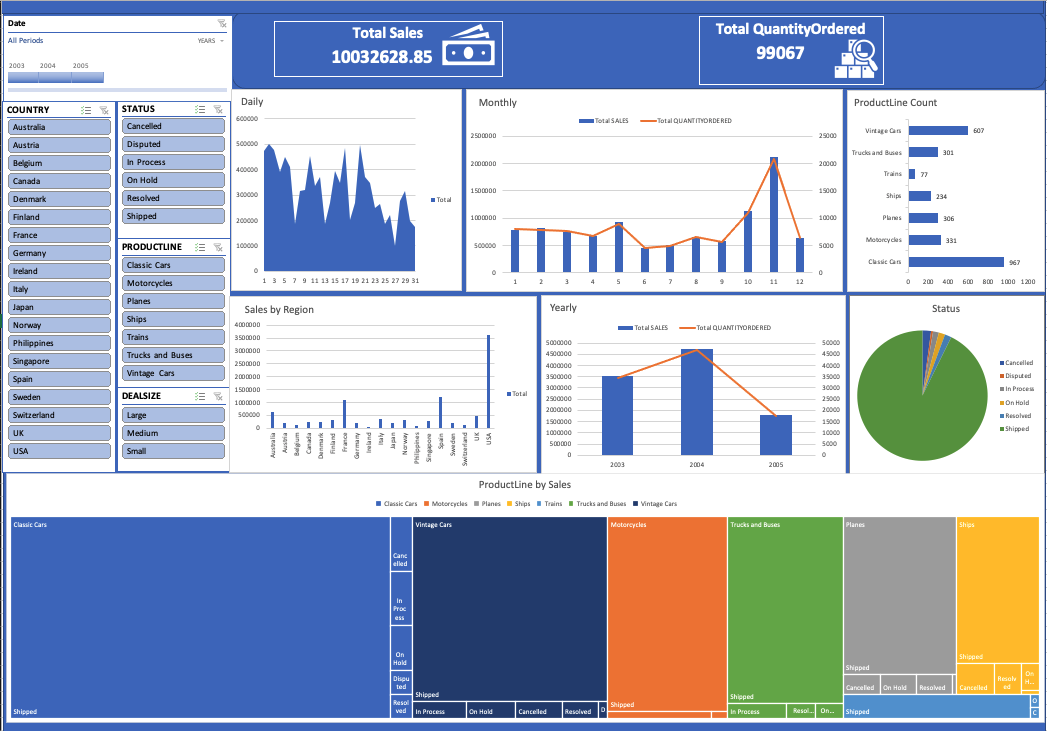 Date
All Periods YEARS
2003 2004 2005
Total Sales
10032628.85
Total QuantityOrdered
99067
COUNTRY
Australia
Austria
Belgium
Canada
Denmark
Finland
France
Germany
Ireland
Italy
Japan
Norway
Philippines
Singapore
Spain
Sweden
Switzerland
UK
USA
STATUS
Cancelled
Disputed
In Process
On Hold
Resolved
Shipped
PRODUCTLINE
Classic Cars
Motorcycles
Planes
Ships
Trains
Trucks and Buses
Vintage Cars
DEALSIZE
Large
Medium
Small
Daily
600000
500000
400000
300000
200000
100000
0
1 3 5 7 9 11 13 15 17 19 21 23 25 27 29 31
Total
Monthly
Total SALES Total QUANTITYORDERED
2500000 25000
2000000 20000
1500000 15000
1000000 10000
500000 5000
0 0
1 2 3 4 5 6 7 8 9 10 11 12
ProductLine Count
Vintage Cars 607
Trucks and Buses 301
Trains 77
Ships 234
Planes 306
Motorcycles 331
Classic Cars 967
0 200 400 600 800 1000 1200
Sales by Region
4000000
3500000
3000000
2500000
2000000
1500000
1000000
500000
0
Australia
Austria
Belgium
Canada
Denmark
Finland
France
Germany
Ireland
Italy
Japan
Norway
Philippines
Singapore
Spain
Sweden
Switzerland
UK
USA
Total
Yearly
Total SALES Total QUANTITYORDERED
5000000 50000
4500000 45000
4000000 40000
3500000 35000
3000000 30000
2500000 25000
2000000 20000
1500000 15000
1000000 10000
500000 5000
0 0
2003 2004 2005
Status
Cancelled
Disputed
In Process
On Hold
Resolved
Shipped
ProductLine by Sales
Classic Cars Motorcycles Planes Ships Trains Trucks and Buses Vintage Cars
Classic Cars
Shipped
Canc
elled
In
Proc
ess
On
Hold
Dispu
ted
Resol
ved
Vintage Cars
Shipped
In Process On Hold Cancelled Resolved D
Motorcycles
Shipped
Trucks and Buses
Shipped
In Process Resol... On...
Planes
Shipped
Cancelled On Hold Resolved
Ships
Shipped
Cancelled
Resolv
ed
On
H...
Shipped
O
C